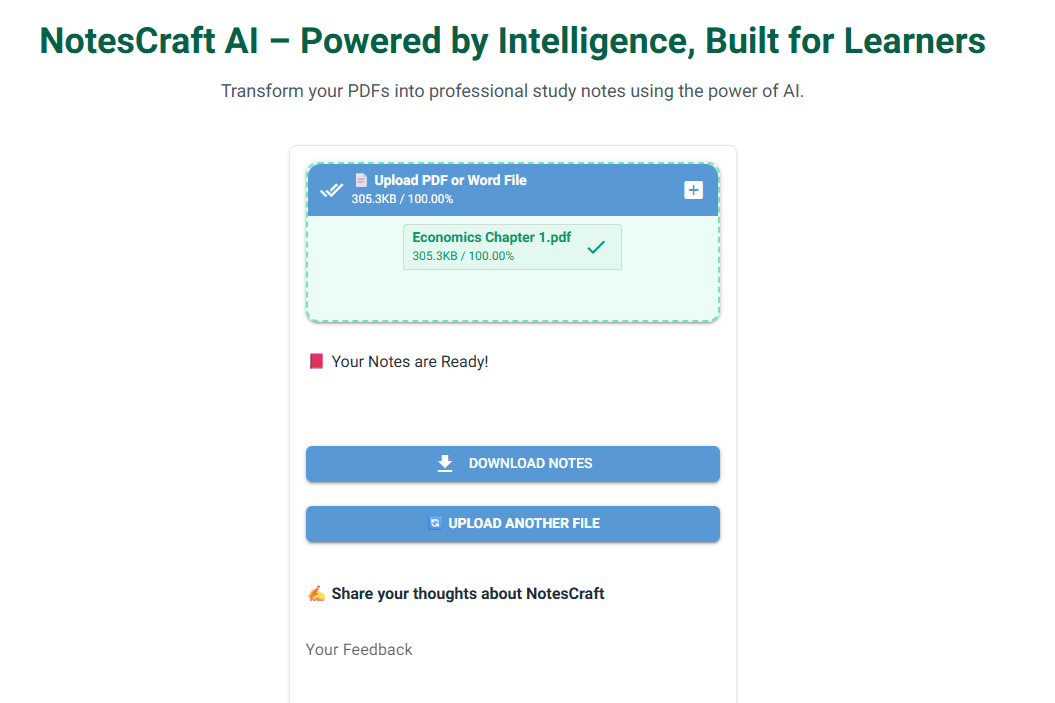 NotesCraft AI – Powered by Intelligence, Built for Learners
Transform your PDFs into professional study notes using the power of AI.
Upload PDF or Word File
305.3KB / 100.00%
Economics Chapter 1.pdf
305.3KB / 100.00%
Your Notes are Ready!
DOWNLOAD NOTES
UPLOAD ANOTHER FILE
Share your thoughts about NotesCraft
Your Feedback